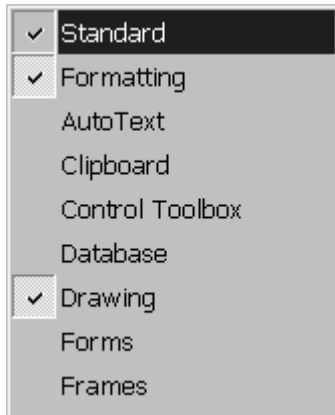 Standard
Formatting
AutoText
Clipboard
Control Toolbox
Database
Drawing
Forms
Frames